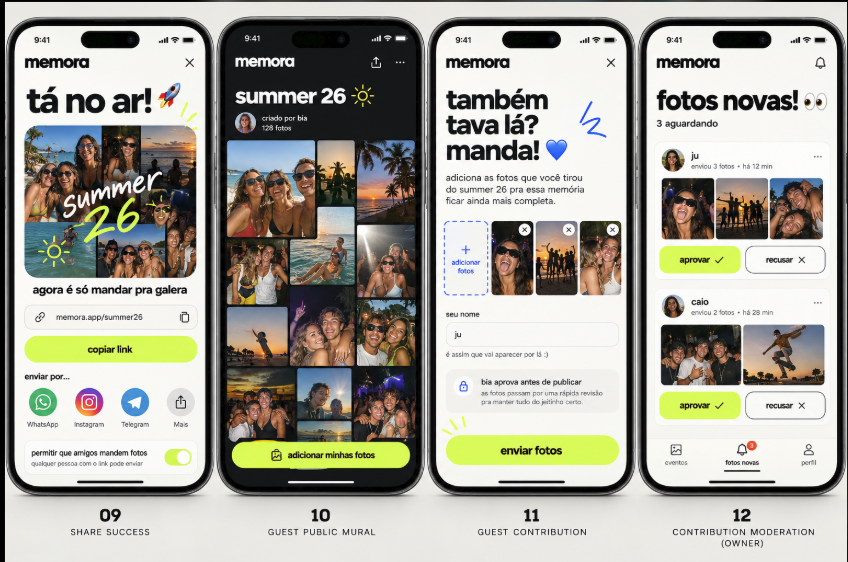 9:41
memora
tá no ar!
summer
26
agora é só mandar pra galera
memora.app/summer26
copiar link
enviar por...
WhatsApp
Instagram
Telegram
Mais
permitir que amigos mandem fotos
qualquer pessoa com o link pode enviar
09
SHARE SUCCESS
9:41
memora
summer 26
criado por bia
128 fotos
adicionar minhas fotos
10
GUEST PUBLIC MURAL
9:41
memora
também
tava lá?
manda!
adiciona as fotos que você tirou
do summer 26 pra essa memória
ficar ainda mais completa.
+
adicionar
fotos
seu nome
ju
é assim que vai aparecer por lá :)
bia aprova antes de publicar
as fotos passam por uma rápida revisão
pra manter tudo do jeitinho certo.
enviar fotos
11
GUEST CONTRIBUTION
9:41
memora
fotos novas!
3 aguardando
ju
enviou 3 fotos • há 12 min
aprovar
recusar
caio
enviou 2 fotos • há 28 min
aprovar
recusar
eventos
3
fotos novas
perfil
12
CONTRIBUTION MODERATION
(OWNER)